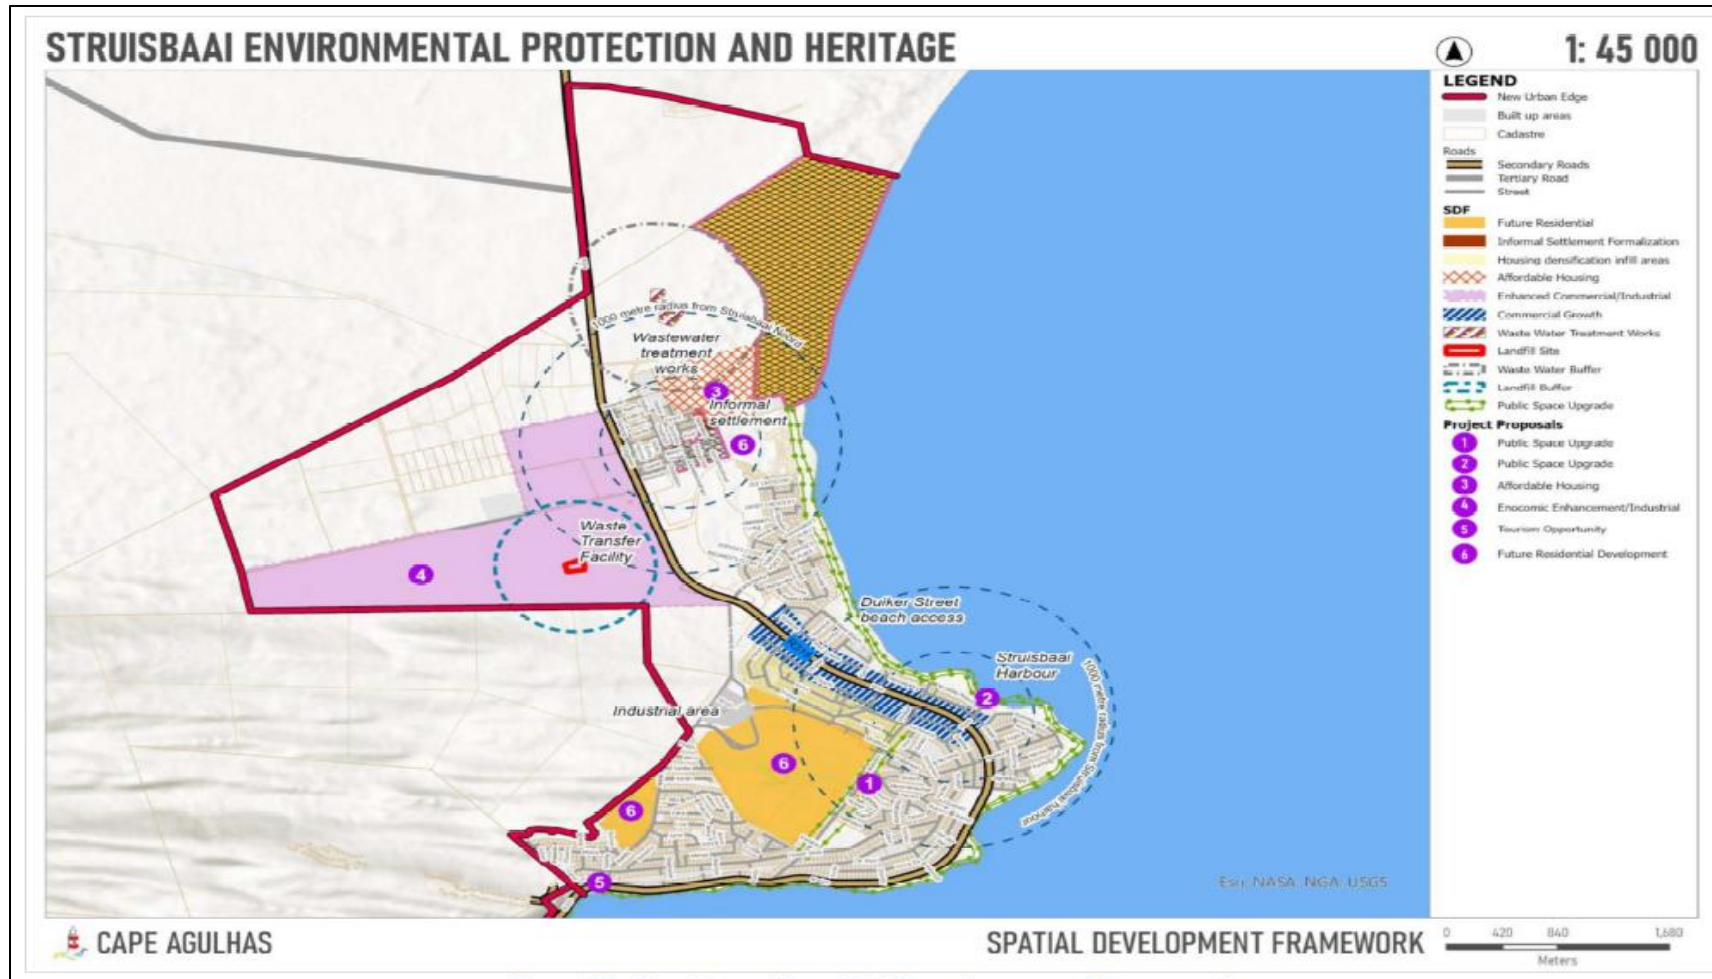 STRUISBAAI ENVIRONMENTAL PROTECTION AND HERITAGE
1: 45 000
LEGEND
New Urban Edge
Built up areas
Cadastre
Roads
Secondary Roads
Tertiary Road
Street
SDF
Future Residential
Informal Settlement Formalization
Housing densification infill areas
Affordable Housing
Enhanced Commercial/Industrial
Commercial Growth
Waste Water Treatment Works
Landfill Site
Waste Water Buffer
Landfill Buffer
Public Space Upgrade
Project Proposals
1 Public Space Upgrade
2 Public Space Upgrade
3 Affordable Housing
4 Enocomic Enhancement/Industrial
5 Tourism Opportunity
6 Future Residential Development
1000 metre radius from Struisbaai Noord
Wastewater
treatment
works
3
Informal
settlement
6
Waste
Transfer
Facility
4
Duiker Street
beach access
Struisbaai
Harbour
2
1000 metre radius from Struisbaai harbour
Industrial area
6
1
6
5
Esri, NASA, NGA, USGS
CAPE AGULHAS
SPATIAL DEVELOPMENT FRAMEWORK
0 420 840 1,680
Meters